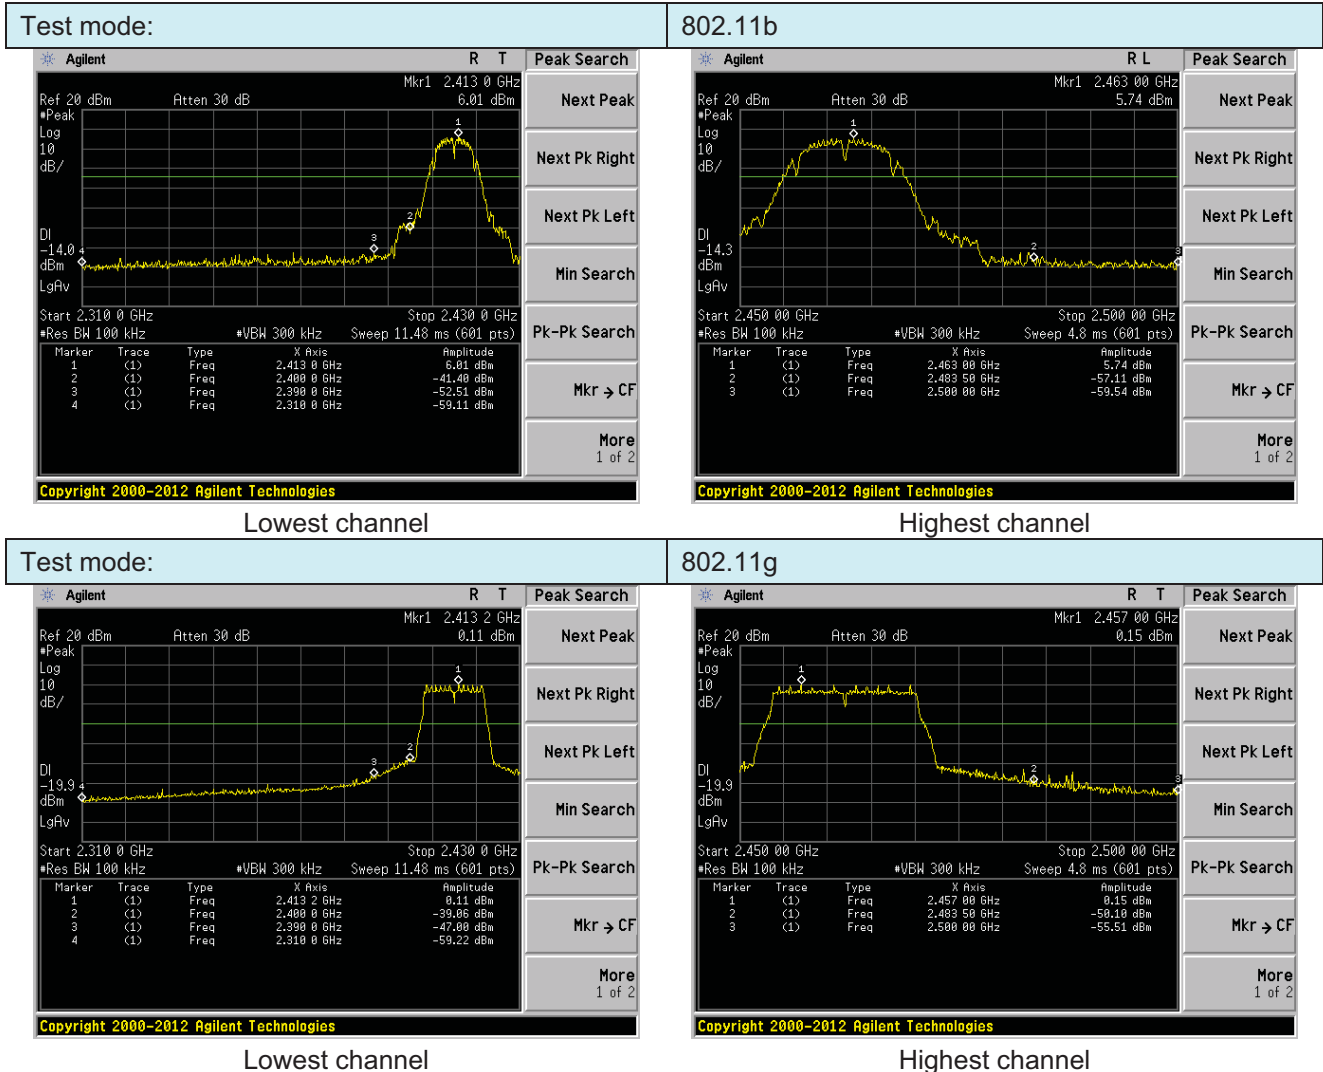 Test mode:
802.11b
Agilent R T Peak Search
Mkr1 2.413 0 GHz
Ref 20 dBm Atten 30 dB 6.01 dBm
#Peak
Log
10
dB/
DI
-14.0
dBm
LgAv
1
2
3
4
Start 2.310 0 GHz Stop 2.430 0 GHz
#Res BW 100 kHz #VBW 300 kHz Sweep 11.48 ms (601 pts)
Marker Trace Type X Axis Amplitude
1 (1) Freq 2.413 0 GHz 6.01 dBm
2 (1) Freq 2.400 0 GHz -41.40 dBm
3 (1) Freq 2.390 0 GHz -52.51 dBm
4 (1) Freq 2.310 0 GHz -59.11 dBm
Next Peak
Next Pk Right
Next Pk Left
Min Search
Pk-Pk Search
Mkr → CF
More
1 of 2
Copyright 2000-2012 Agilent Technologies
Lowest channel
Agilent R L Peak Search
Mkr1 2.463 00 GHz
Ref 20 dBm Atten 30 dB 5.74 dBm
#Peak
Log
10
dB/
DI
-14.3
dBm
LgAv
1
2
3
Start 2.450 00 GHz Stop 2.500 00 GHz
#Res BW 100 kHz #VBW 300 kHz Sweep 4.8 ms (601 pts)
Marker Trace Type X Axis Amplitude
1 (1) Freq 2.463 00 GHz 5.74 dBm
2 (1) Freq 2.483 50 GHz -57.11 dBm
3 (1) Freq 2.500 00 GHz -59.54 dBm
Next Peak
Next Pk Right
Next Pk Left
Min Search
Pk-Pk Search
Mkr → CF
More
1 of 2
Copyright 2000-2012 Agilent Technologies
Highest channel
Test mode:
802.11g
Agilent R T Peak Search
Mkr1 2.413 2 GHz
Ref 20 dBm Atten 30 dB 0.11 dBm
#Peak
Log
10
dB/
DI
-19.9
dBm
LgAv
1
2
3
4
Start 2.310 0 GHz Stop 2.430 0 GHz
#Res BW 100 kHz #VBW 300 kHz Sweep 11.48 ms (601 pts)
Marker Trace Type X Axis Amplitude
1 (1) Freq 2.413 2 GHz 0.11 dBm
2 (1) Freq 2.400 0 GHz -39.06 dBm
3 (1) Freq 2.390 0 GHz -47.00 dBm
4 (1) Freq 2.310 0 GHz -59.22 dBm
Next Peak
Next Pk Right
Next Pk Left
Min Search
Pk-Pk Search
Mkr → CF
More
1 of 2
Copyright 2000-2012 Agilent Technologies
Lowest channel
Agilent R T Peak Search
Mkr1 2.457 00 GHz
Ref 20 dBm Atten 30 dB 0.15 dBm
#Peak
Log
10
dB/
DI
-19.9
dBm
LgAv
1
2
3
Start 2.450 00 GHz Stop 2.500 00 GHz
#Res BW 100 kHz #VBW 300 kHz Sweep 4.8 ms (601 pts)
Marker Trace Type X Axis Amplitude
1 (1) Freq 2.457 00 GHz 0.15 dBm
2 (1) Freq 2.483 50 GHz -50.10 dBm
3 (1) Freq 2.500 00 GHz -55.51 dBm
Next Peak
Next Pk Right
Next Pk Left
Min Search
Pk-Pk Search
Mkr → CF
More
1 of 2
Copyright 2000-2012 Agilent Technologies
Highest channel